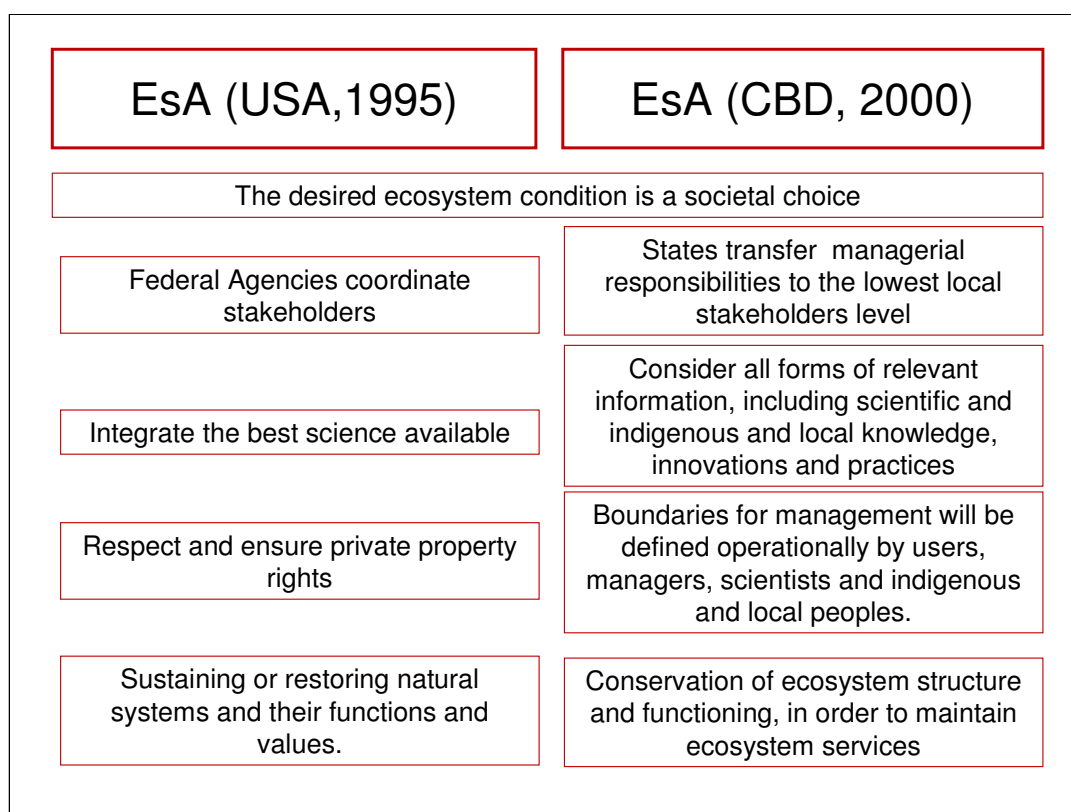 EsA (USA,1995)
EsA (CBD, 2000)
The desired ecosystem condition is a societal choice
Federal Agencies coordinate
stakeholders
States transfer  managerial
responsibilities to the lowest local
stakeholders level
Integrate the best science available
Consider all forms of relevant
information, including scientific and
indigenous and local knowledge,
innovations and practices
Respect and ensure private property
rights
Boundaries for management will be
defined operationally by users,
managers, scientists and indigenous
and local peoples.
Sustaining or restoring natural
systems and their functions and
values.
Conservation of ecosystem structure
and functioning, in order to maintain
ecosystem services